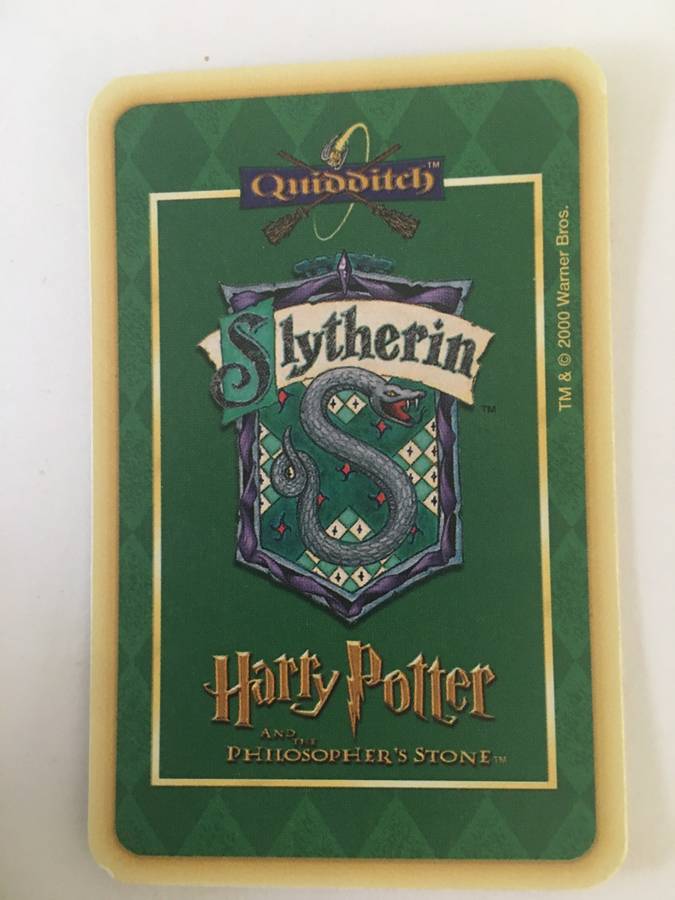 Quidditch™
Slytherin
™
Harry Potter
AND THE
PHILOSOPHER'S STONE™
TM & © 2000 Warner Bros.